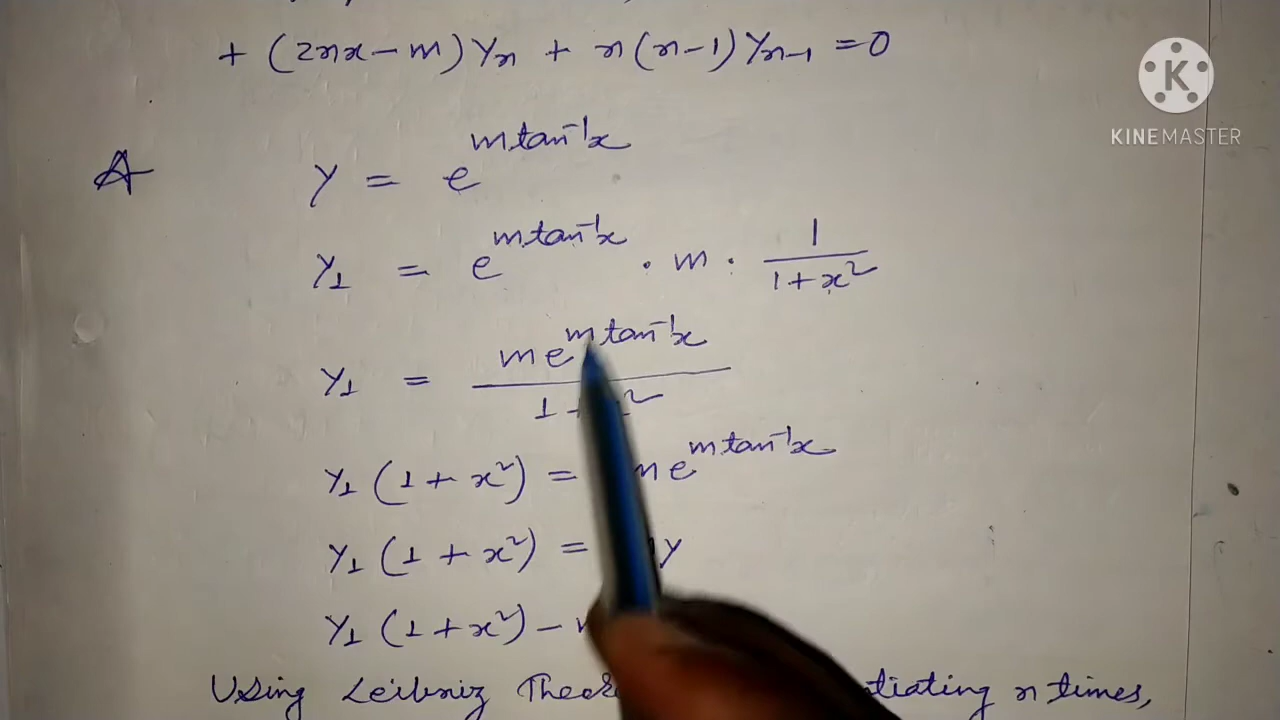 + (2nx - m) Yn + n(n-1) Yn-1 = 0
K
KINEMASTER
A
y = e^{m tan⁻¹x}
y₁ = e^{m tan⁻¹x} . m . 1/(1+x²)
y₁ = m e^{m tan⁻¹x} / 
y₁ (1 + x²) = e^{m tan⁻¹x}
y₁ (1 + x²) = y
y₁ (1 + x²) -
Using Leibniz n times,